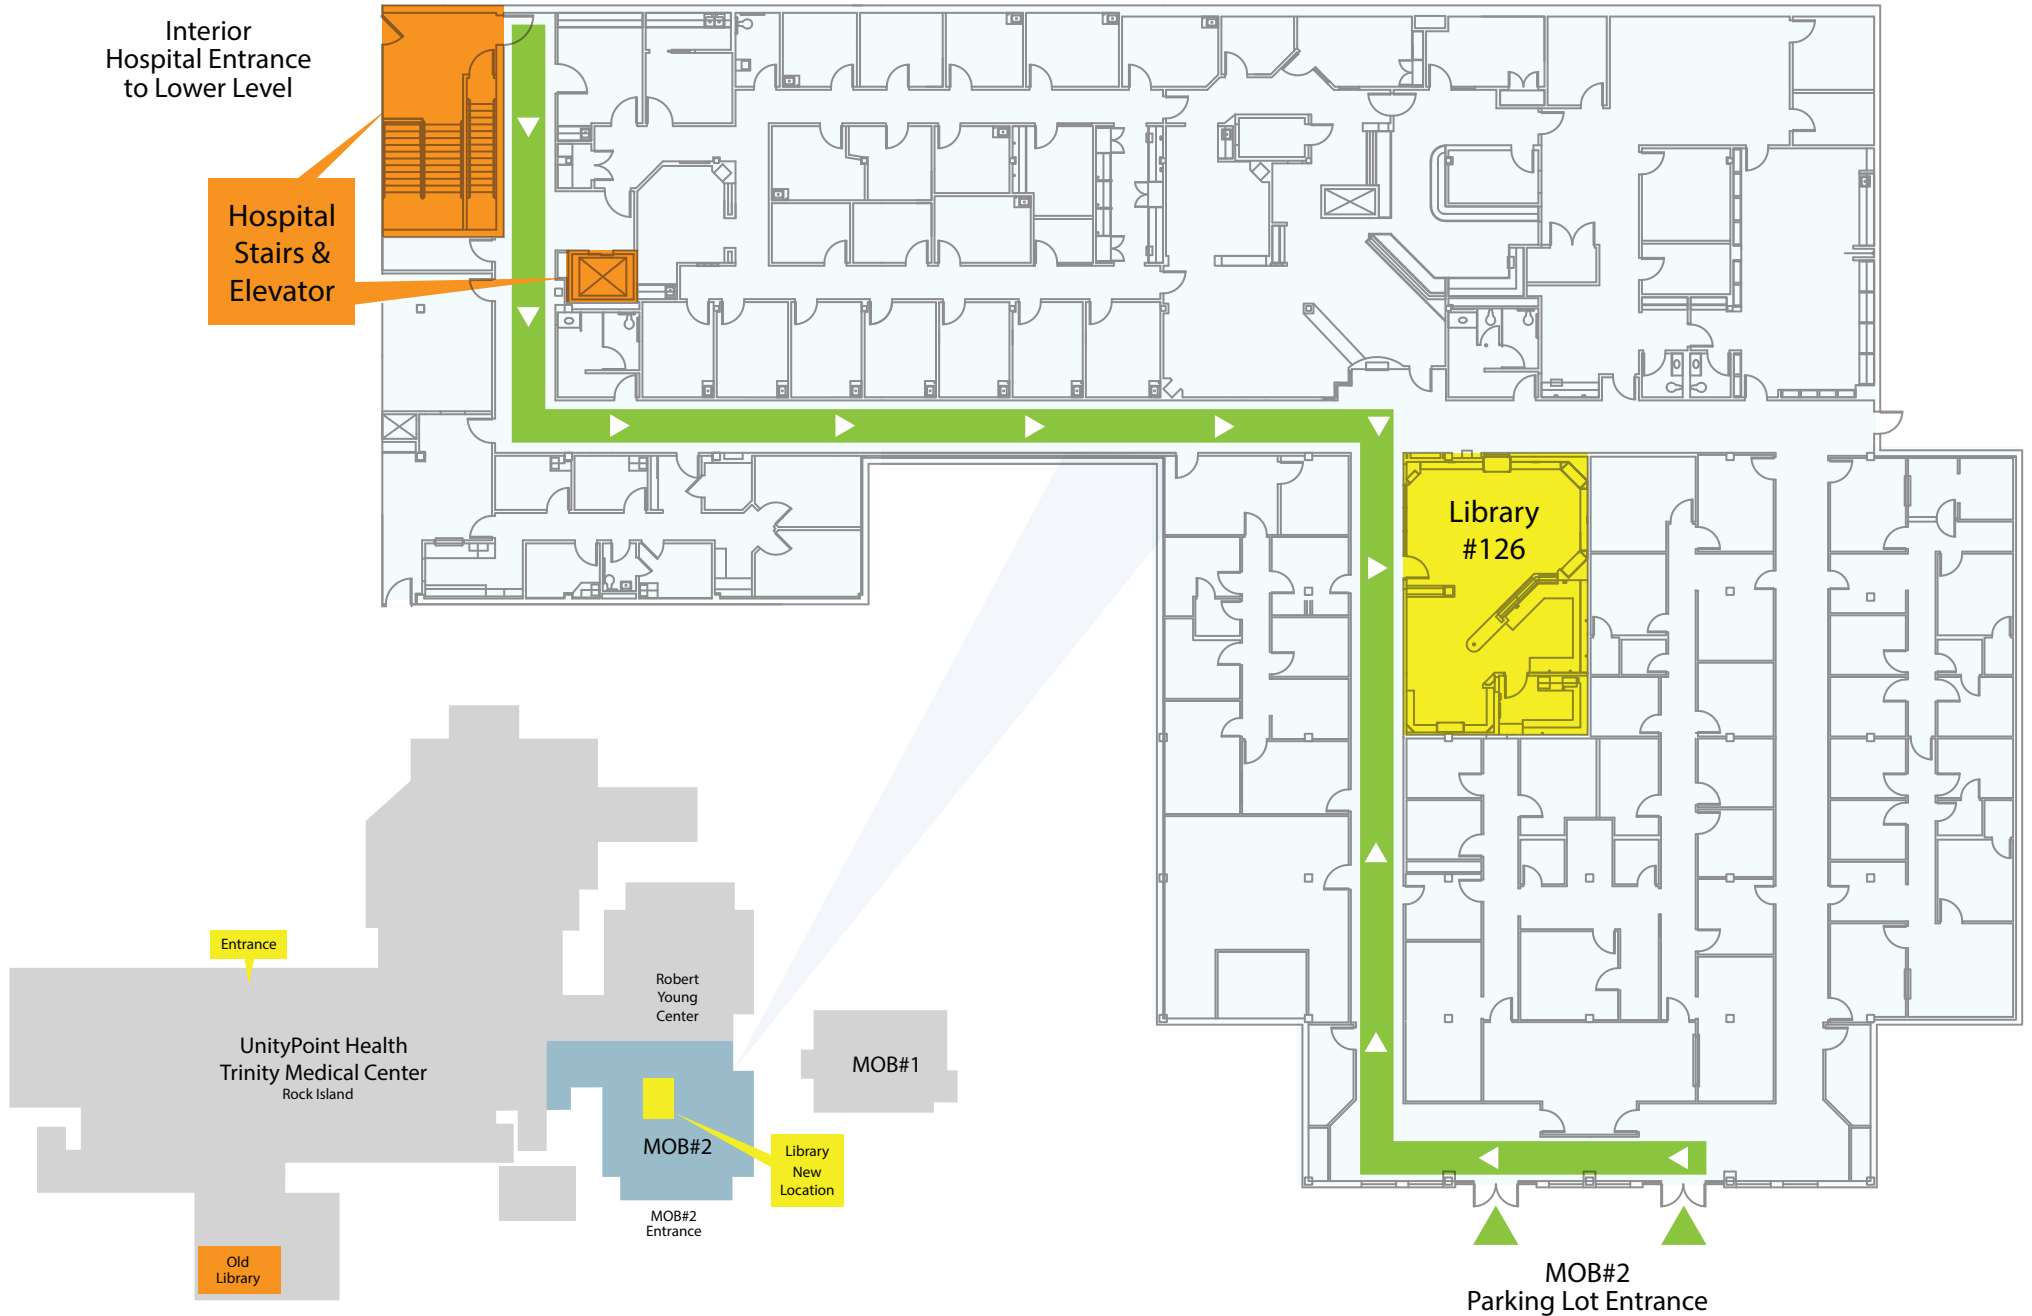 Interior
Hospital Entrance
to Lower Level
Hospital
Stairs &
Elevator
Library
#126
Entrance
Robert
Young
Center
UnityPoint Health
Trinity Medical Center
Rock Island
MOB#1
MOB#2
Library
New
Location
MOB#2
Entrance
Old
Library
MOB#2
Parking Lot Entrance